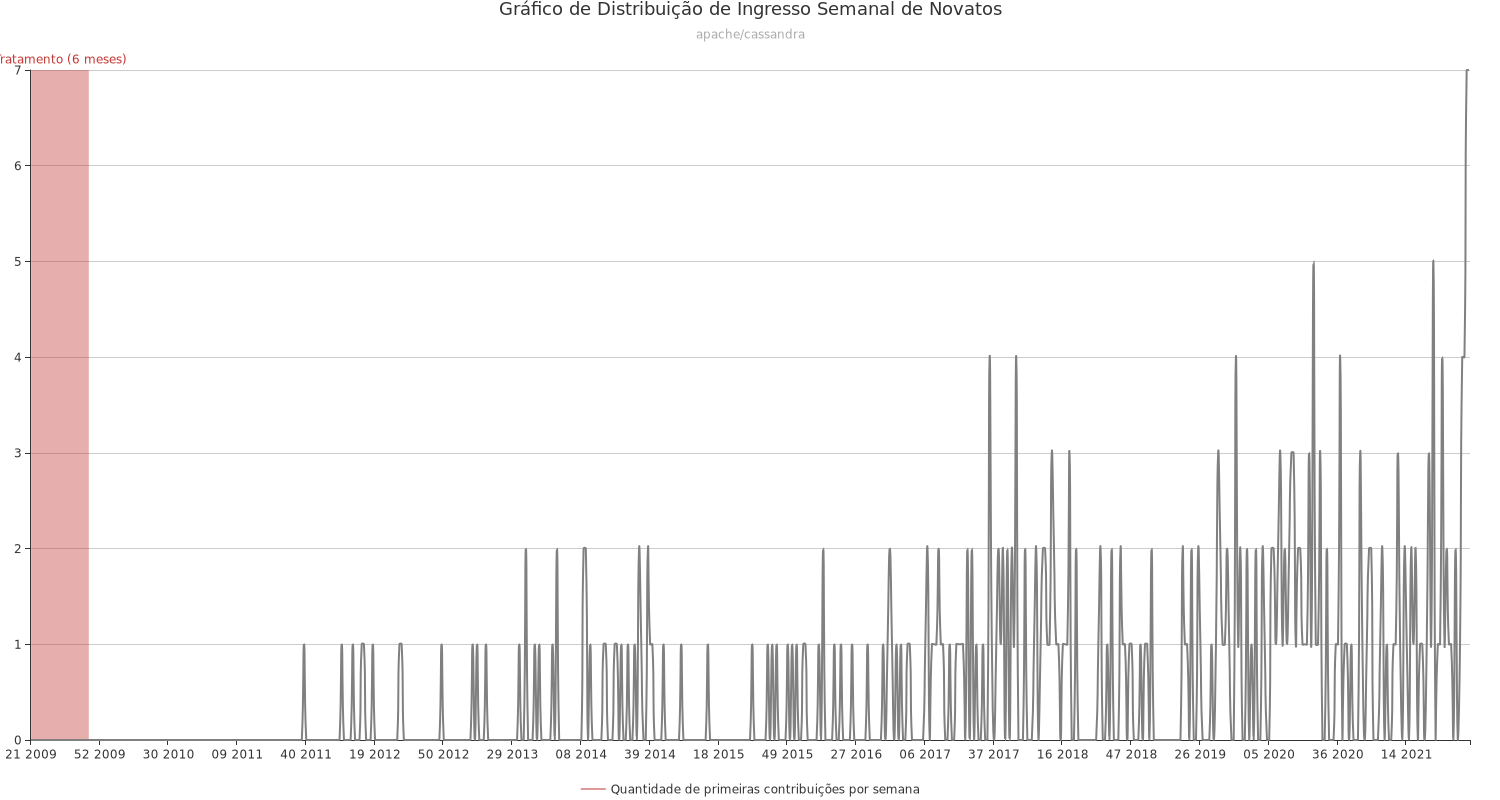 Gráfico de Distribuição de Ingresso Semanal de Novatos
apache/cassandra
Tratamento (6 meses)
7
6
5
4
3
2
1
0
21 2009 52 2009 30 2010 09 2011 40 2011 19 2012 50 2012 29 2013 08 2014 39 2014 18 2015 49 2015 27 2016 06 2017 37 2017 16 2018 47 2018 26 2019 05 2020 36 2020 14 2021
Quantidade de primeiras contribuições por semana